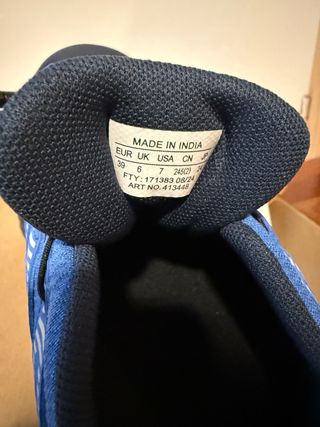 MADE IN INDIA
EUR UK USA CN JP
39 6 7 245(2)
FTY: 171383 08/24
ART NO. 413448